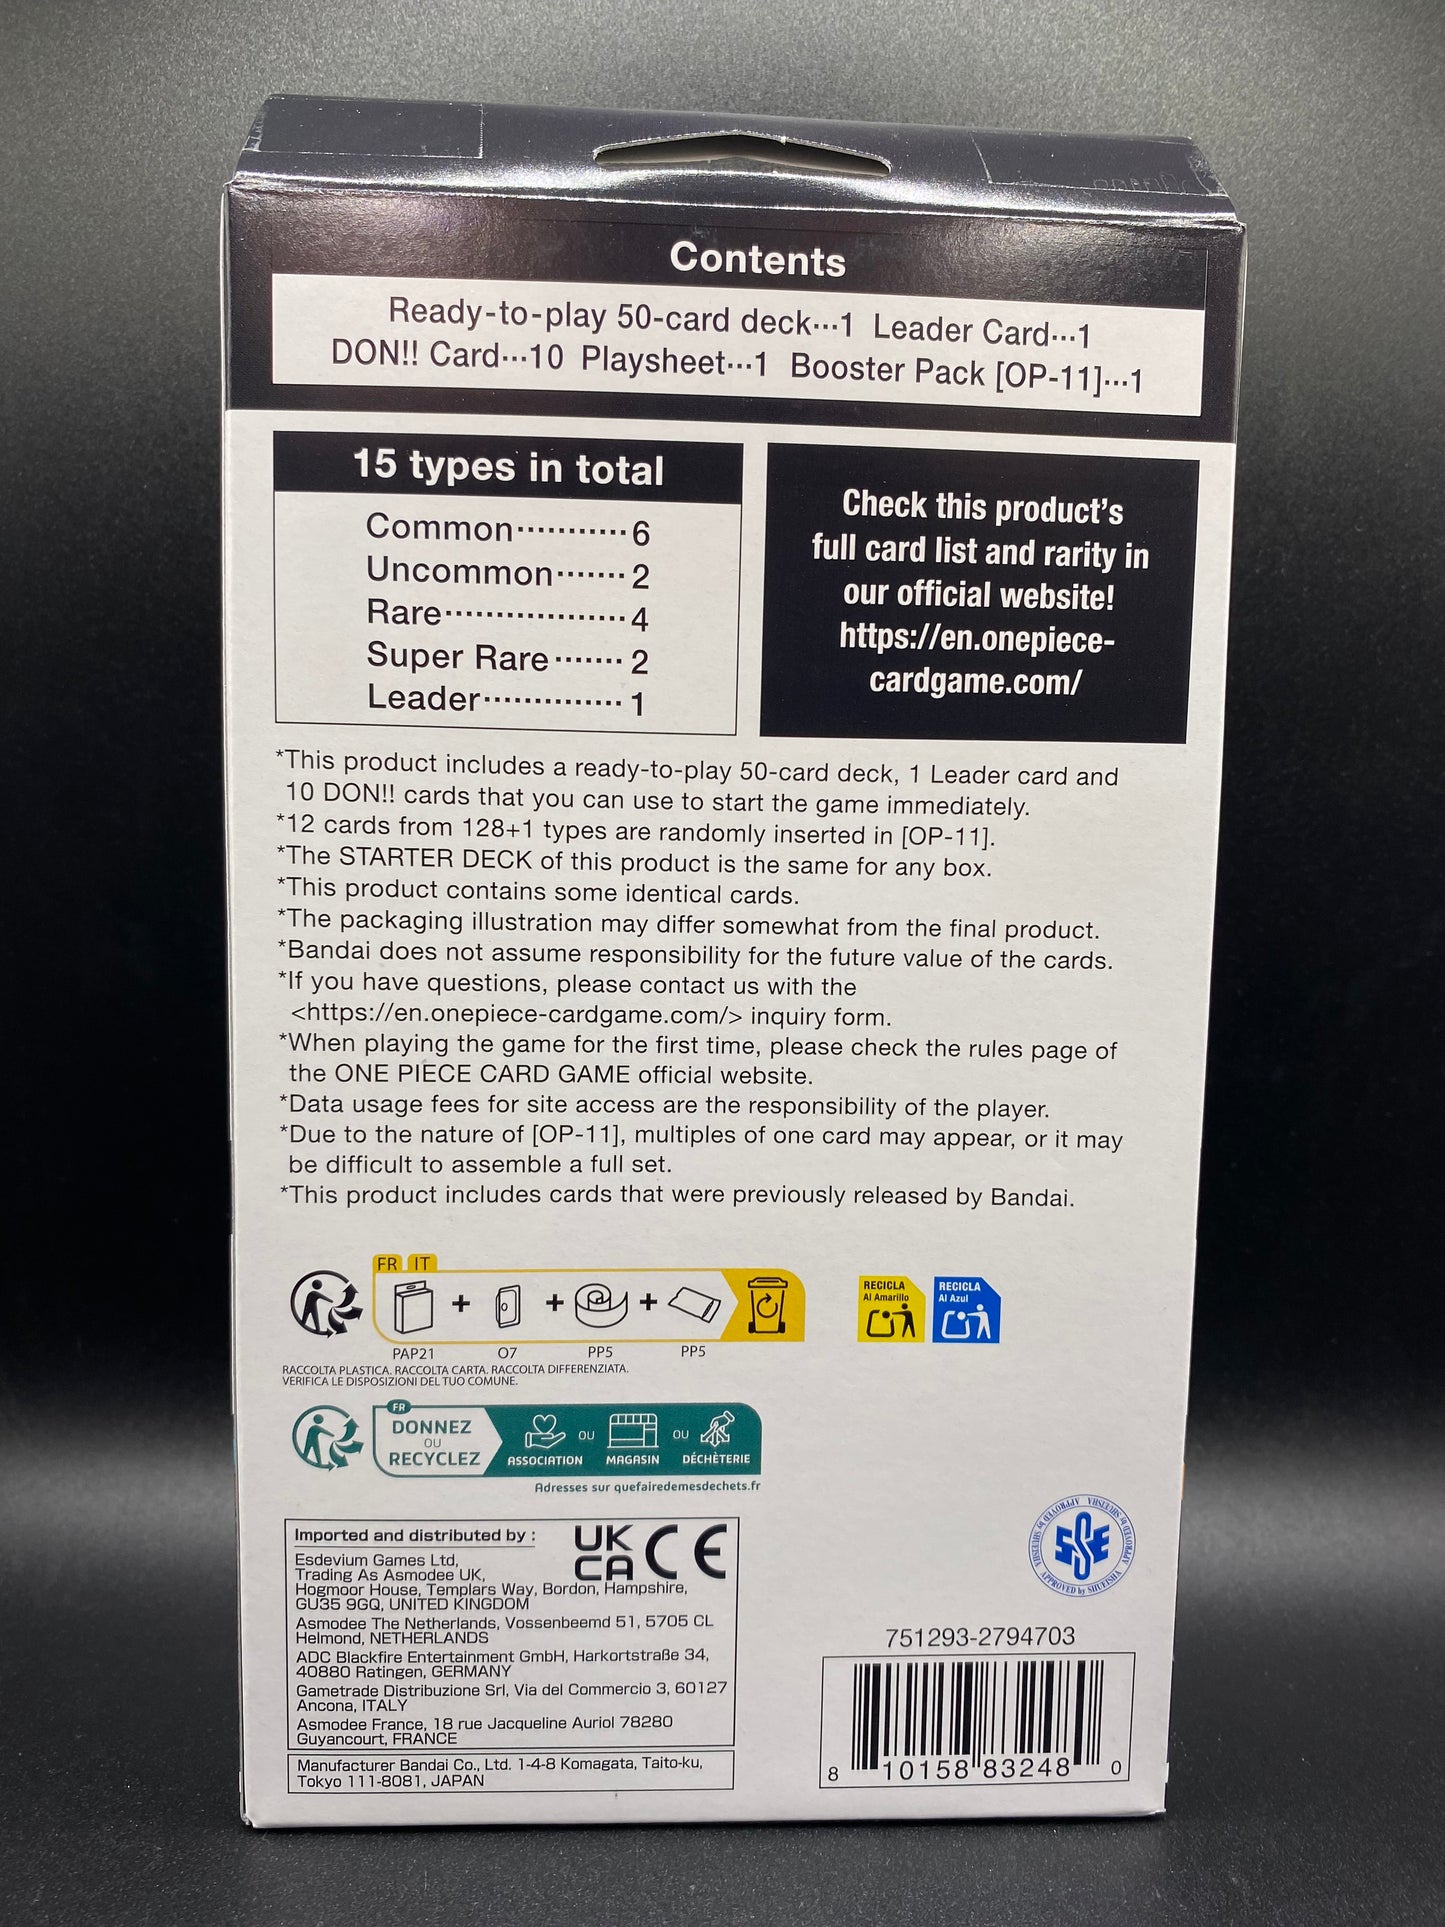 Contents
Ready-to-play 50-card deck···1 Leader Card···1
DON!! Card···10 Playsheet···1 Booster Pack [OP-11]···1
15 types in total
Common···········6
Uncommon·······2
Rare··················4
Super Rare·······2
Leader··············1
Check this product's
full card list and rarity in
our official website!
https://en.onepiece-
cardgame.com/
*This product includes a ready-to-play 50-card deck, 1 Leader card and
10 DON!! cards that you can use to start the game immediately.
*12 cards from 128+1 types are randomly inserted in [OP-11].
*The STARTER DECK of this product is the same for any box.
*This product contains some identical cards.
*The packaging illustration may differ somewhat from the final product.
*Bandai does not assume responsibility for the future value of the cards.
*If you have questions, please contact us with the
<https://en.onepiece-cardgame.com/> inquiry form.
*When playing the game for the first time, please check the rules page of
the ONE PIECE CARD GAME official website.
*Data usage fees for site access are the responsibility of the player.
*Due to the nature of [OP-11], multiples of one card may appear, or it may
be difficult to assemble a full set.
*This product includes cards that were previously released by Bandai.
FR IT
+ + +
PAP21 07 PP5 PP5
RACCOLTA PLASTICA. RACCOLTA CARTA. RACCOLTA DIFFERENZIATA.
VERIFICA LE DISPOSIZIONI DEL TUO COMUNE.
RECICLA
Al Amarillo
RECICLA
Al Azul
FR
DONNEZ
OU
RECYCLEZ
ASSOCIATION OU MAGASIN OU DÉCHÈTERIE
Adresses sur quefairedemesdechets.fr
Imported and distributed by :
UK
CA CE
Esdevium Games Ltd,
Trading As Asmodee UK,
Hogmoor House, Templars Way, Bordon, Hampshire,
GU35 9GQ, UNITED KINGDOM
Asmodee The Netherlands, Vossenbeemd 51, 5705 CL
Helmond, NETHERLANDS
ADC Blackfire Entertainment GmbH, Harkortstraße 34,
40880 Ratingen, GERMANY
Gametrade Distribuzione Srl, Via del Commercio 3, 60127
Ancona, ITALY
Asmodee France, 18 rue Jacqueline Auriol 78280
Guyancourt, FRANCE
Manufacturer Bandai Co., Ltd. 1-4-8 Komagata, Taito-ku,
Tokyo 111-8081, JAPAN
APPROVED by SHUEISHA
751293-2794703
8 10158 83248 0